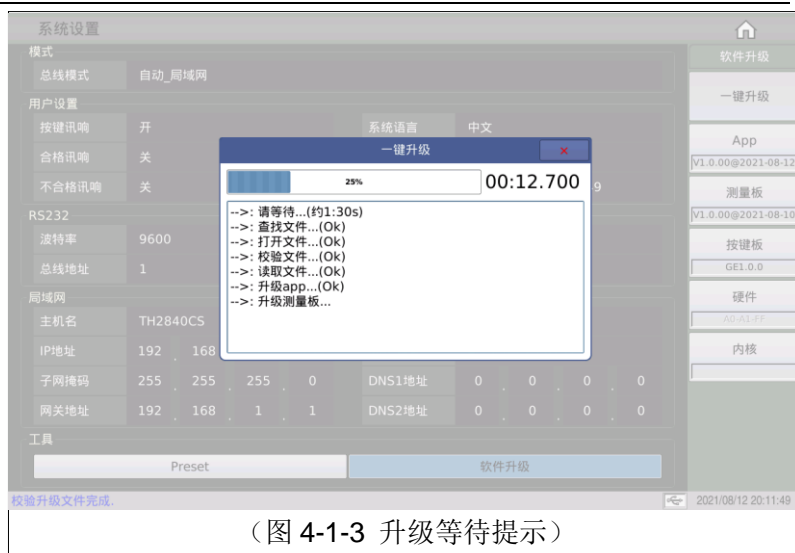 系统设置
模式
软件升级
总线模式 自动_局域网
一键升级
用户设置
按键讯响 开 系统语言 中文
App
合格讯响 关
V1.0.00@2021-08-12
不合格讯响 关 9
测量板
V1.0.00@2021-08-10
RS232
波特率 9600
按键板
GE1.0.0
总线地址 1
局域网
硬件
A0-A1-FF
主机名 TH2840CS
IP地址 192 . 168
内核
子网掩码 255 . 255 . 255 . 0 DNS1地址 0 . 0 . 0 . 0
网关地址 192 . 168 . 1 . 1 DNS2地址 0 . 0 . 0 . 0
工具
Preset 软件升级
一键升级 ×
25% 00:12.700
-->: 请等待...(约1:30s)
-->: 查找文件...(Ok)
-->: 打开文件...(Ok)
-->: 校验文件...(Ok)
-->: 读取文件...(Ok)
-->: 升级app...(Ok)
-->: 升级测量板...
校验升级文件完成. 2021/08/12 20:11:49
（图 4-1-3 升级等待提示）